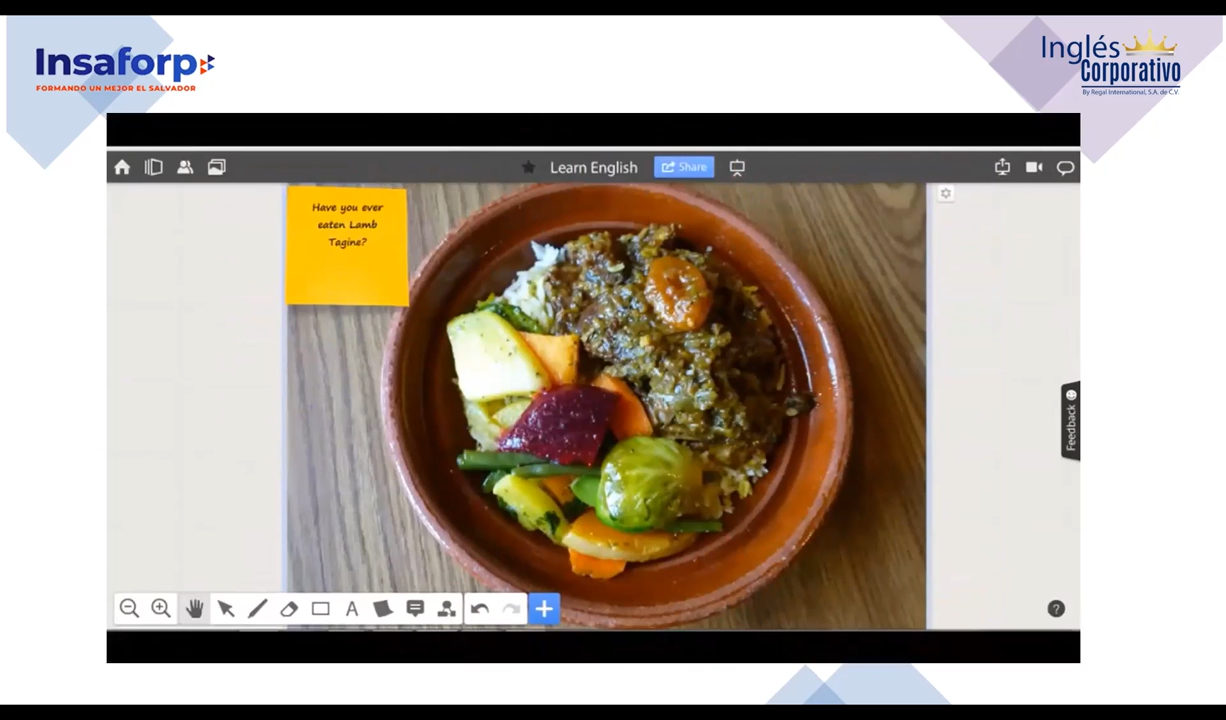 Insaforp
FORMANDO UN MEJOR EL SALVADOR
Inglés
Corporativo
By Regal International, S.A. de C.V.
Learn English
Share
Have you ever
eaten Lamb
Tagine?
Feedback
A
?